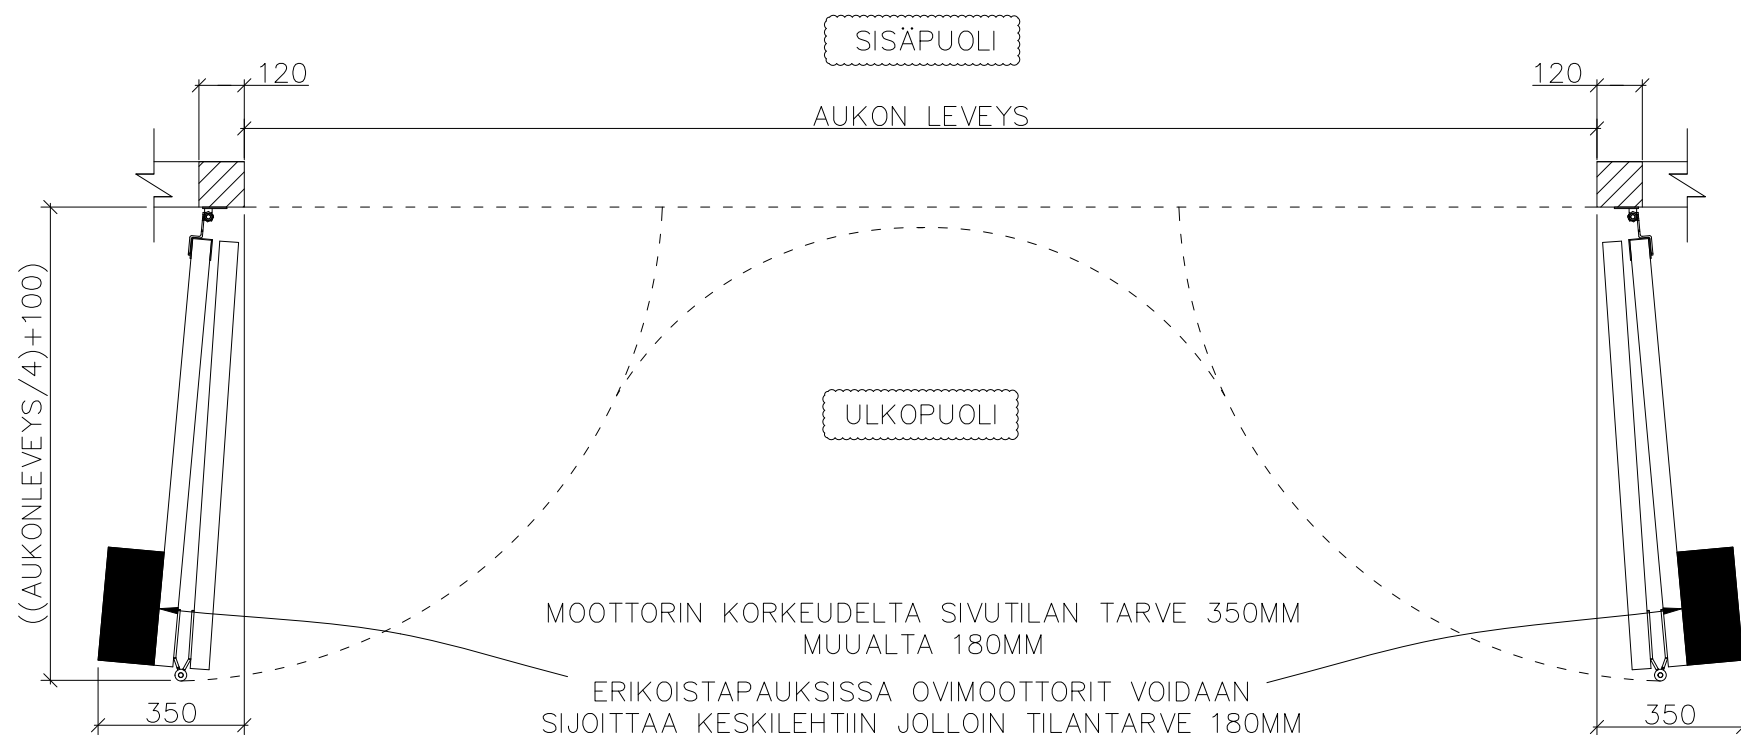 SISÄPUOLI
120
120
AUKON LEVEYS
((AUKONLEVEYS/4)+100)
ULKOPUOLI
MOOTTORIN KORKEUDELTA SIVUTILAN TARVE 350MM
MUUALTA 180MM
ERIKOISTAPAUKSISSA OVIMOOTTORIT VOIDAAN
SIJOITTAA KESKILEHTIIN JOLLOIN TILANTARVE 180MM
350
350